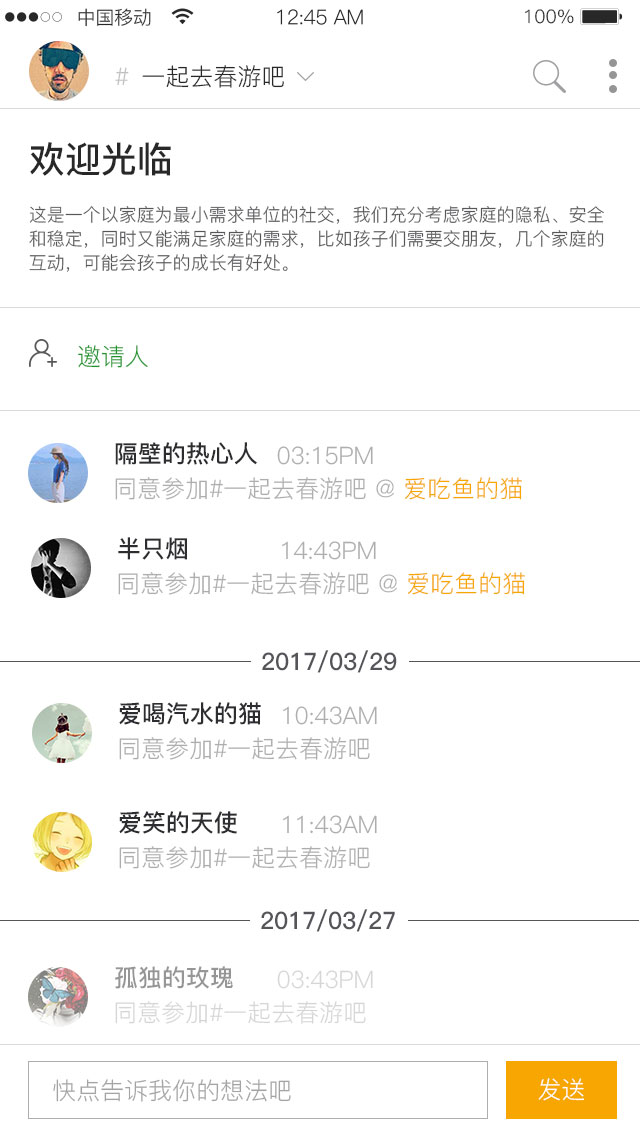 中国移动 12:45 AM 100%
# 一起去春游吧
欢迎光临
这是一个以家庭为最小需求单位的社交，我们充分考虑家庭的隐私、安全
和稳定，同时又能满足家庭的需求，比如孩子们需要交朋友，几个家庭的
互动，可能会孩子的成长有好处。
邀请人
隔壁的热心人 03:15PM
同意参加#一起去春游吧 @ 爱吃鱼的猫
半只烟 14:43PM
同意参加#一起去春游吧 @ 爱吃鱼的猫
2017/03/29
爱喝汽水的猫 10:43AM
同意参加#一起去春游吧
爱笑的天使 11:43AM
同意参加#一起去春游吧
2017/03/27
孤独的玫瑰 03:43PM
同意参加#一起去春游吧
快点告诉我你的想法吧 发送